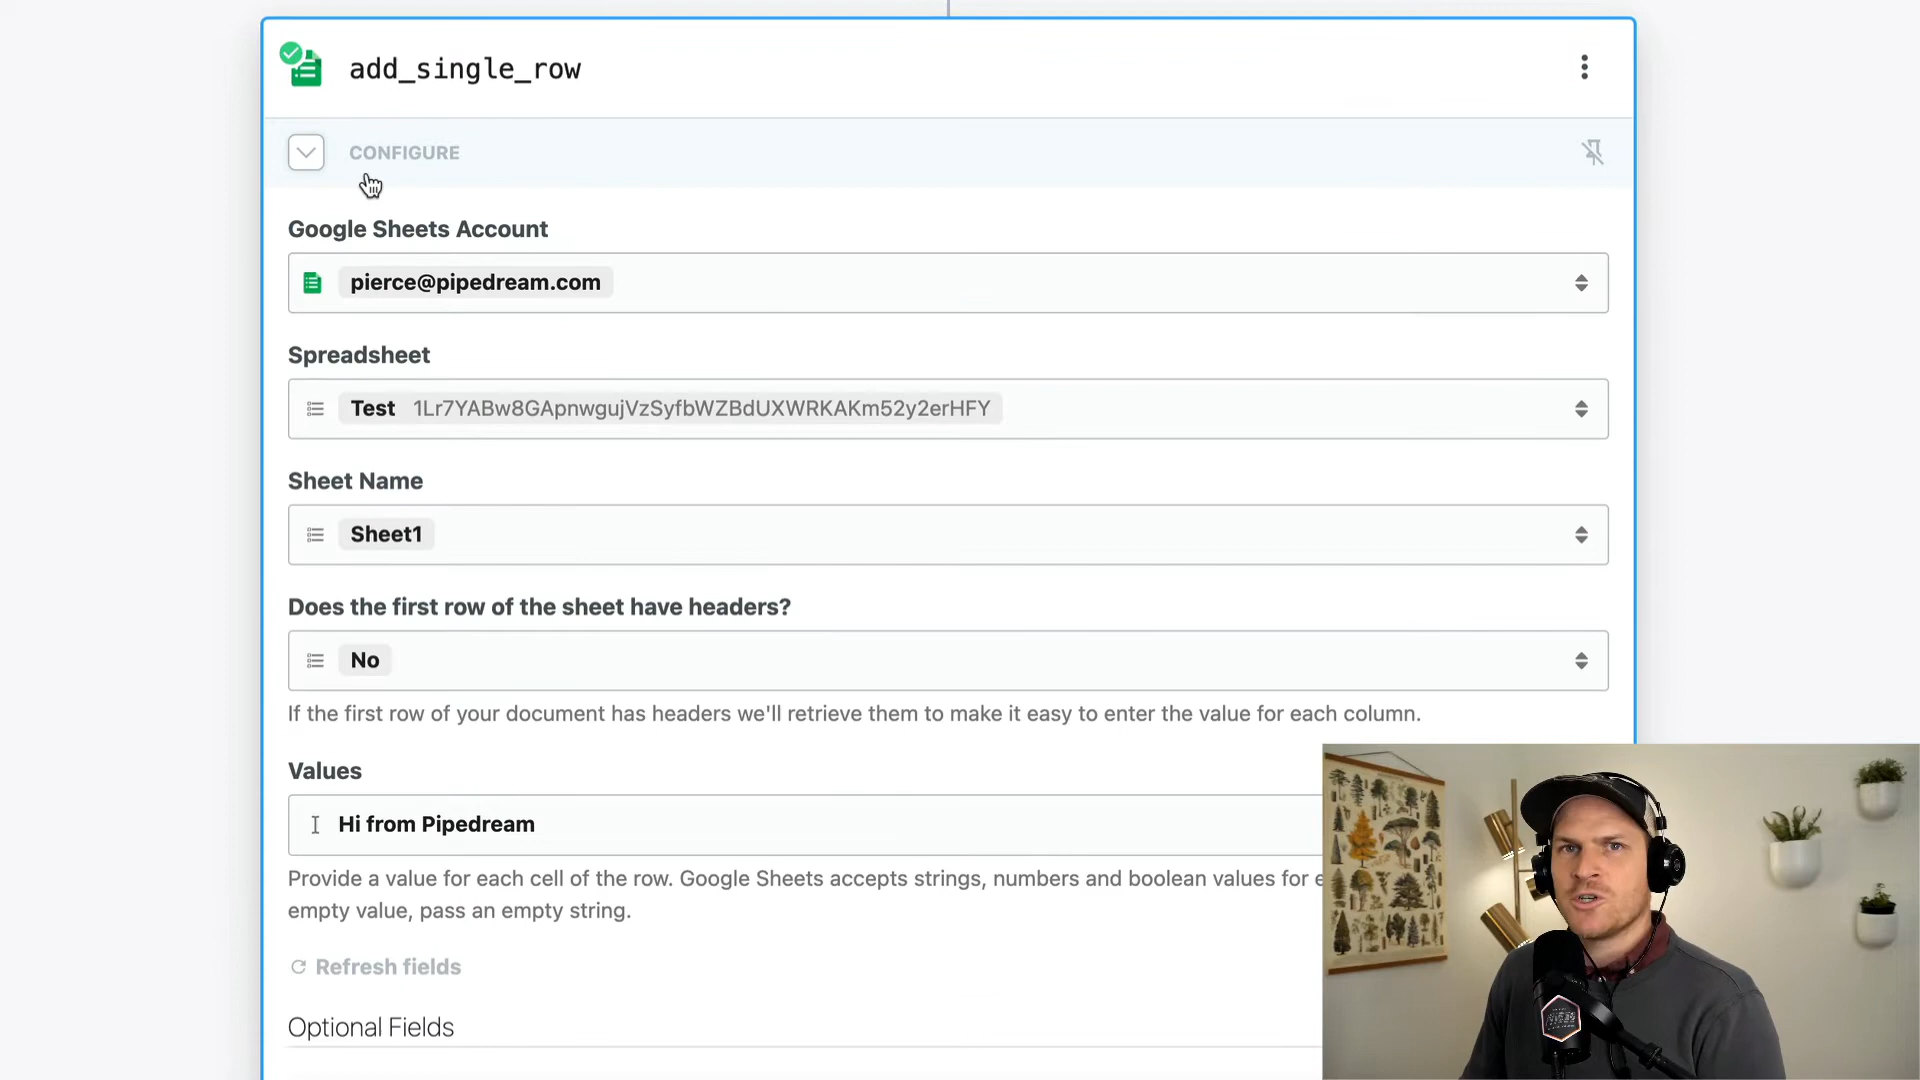 add_single_row
CONFIGURE
Google Sheets Account
pierce@pipedream.com
Spreadsheet
Test 1Lr7YABw8GApnwgujVzSyfbWZBdUXWRKAKm52y2erHFY
Sheet Name
Sheet1
Does the first row of the sheet have headers?
No
If the first row of your document has headers we'll retrieve them to make it easy to enter the value for each column.
Values
Hi from Pipedream
Provide a value for each cell of the row. Google Sheets accepts strings, numbers and boolean values for
empty value, pass an empty string.
Refresh fields
Optional Fields